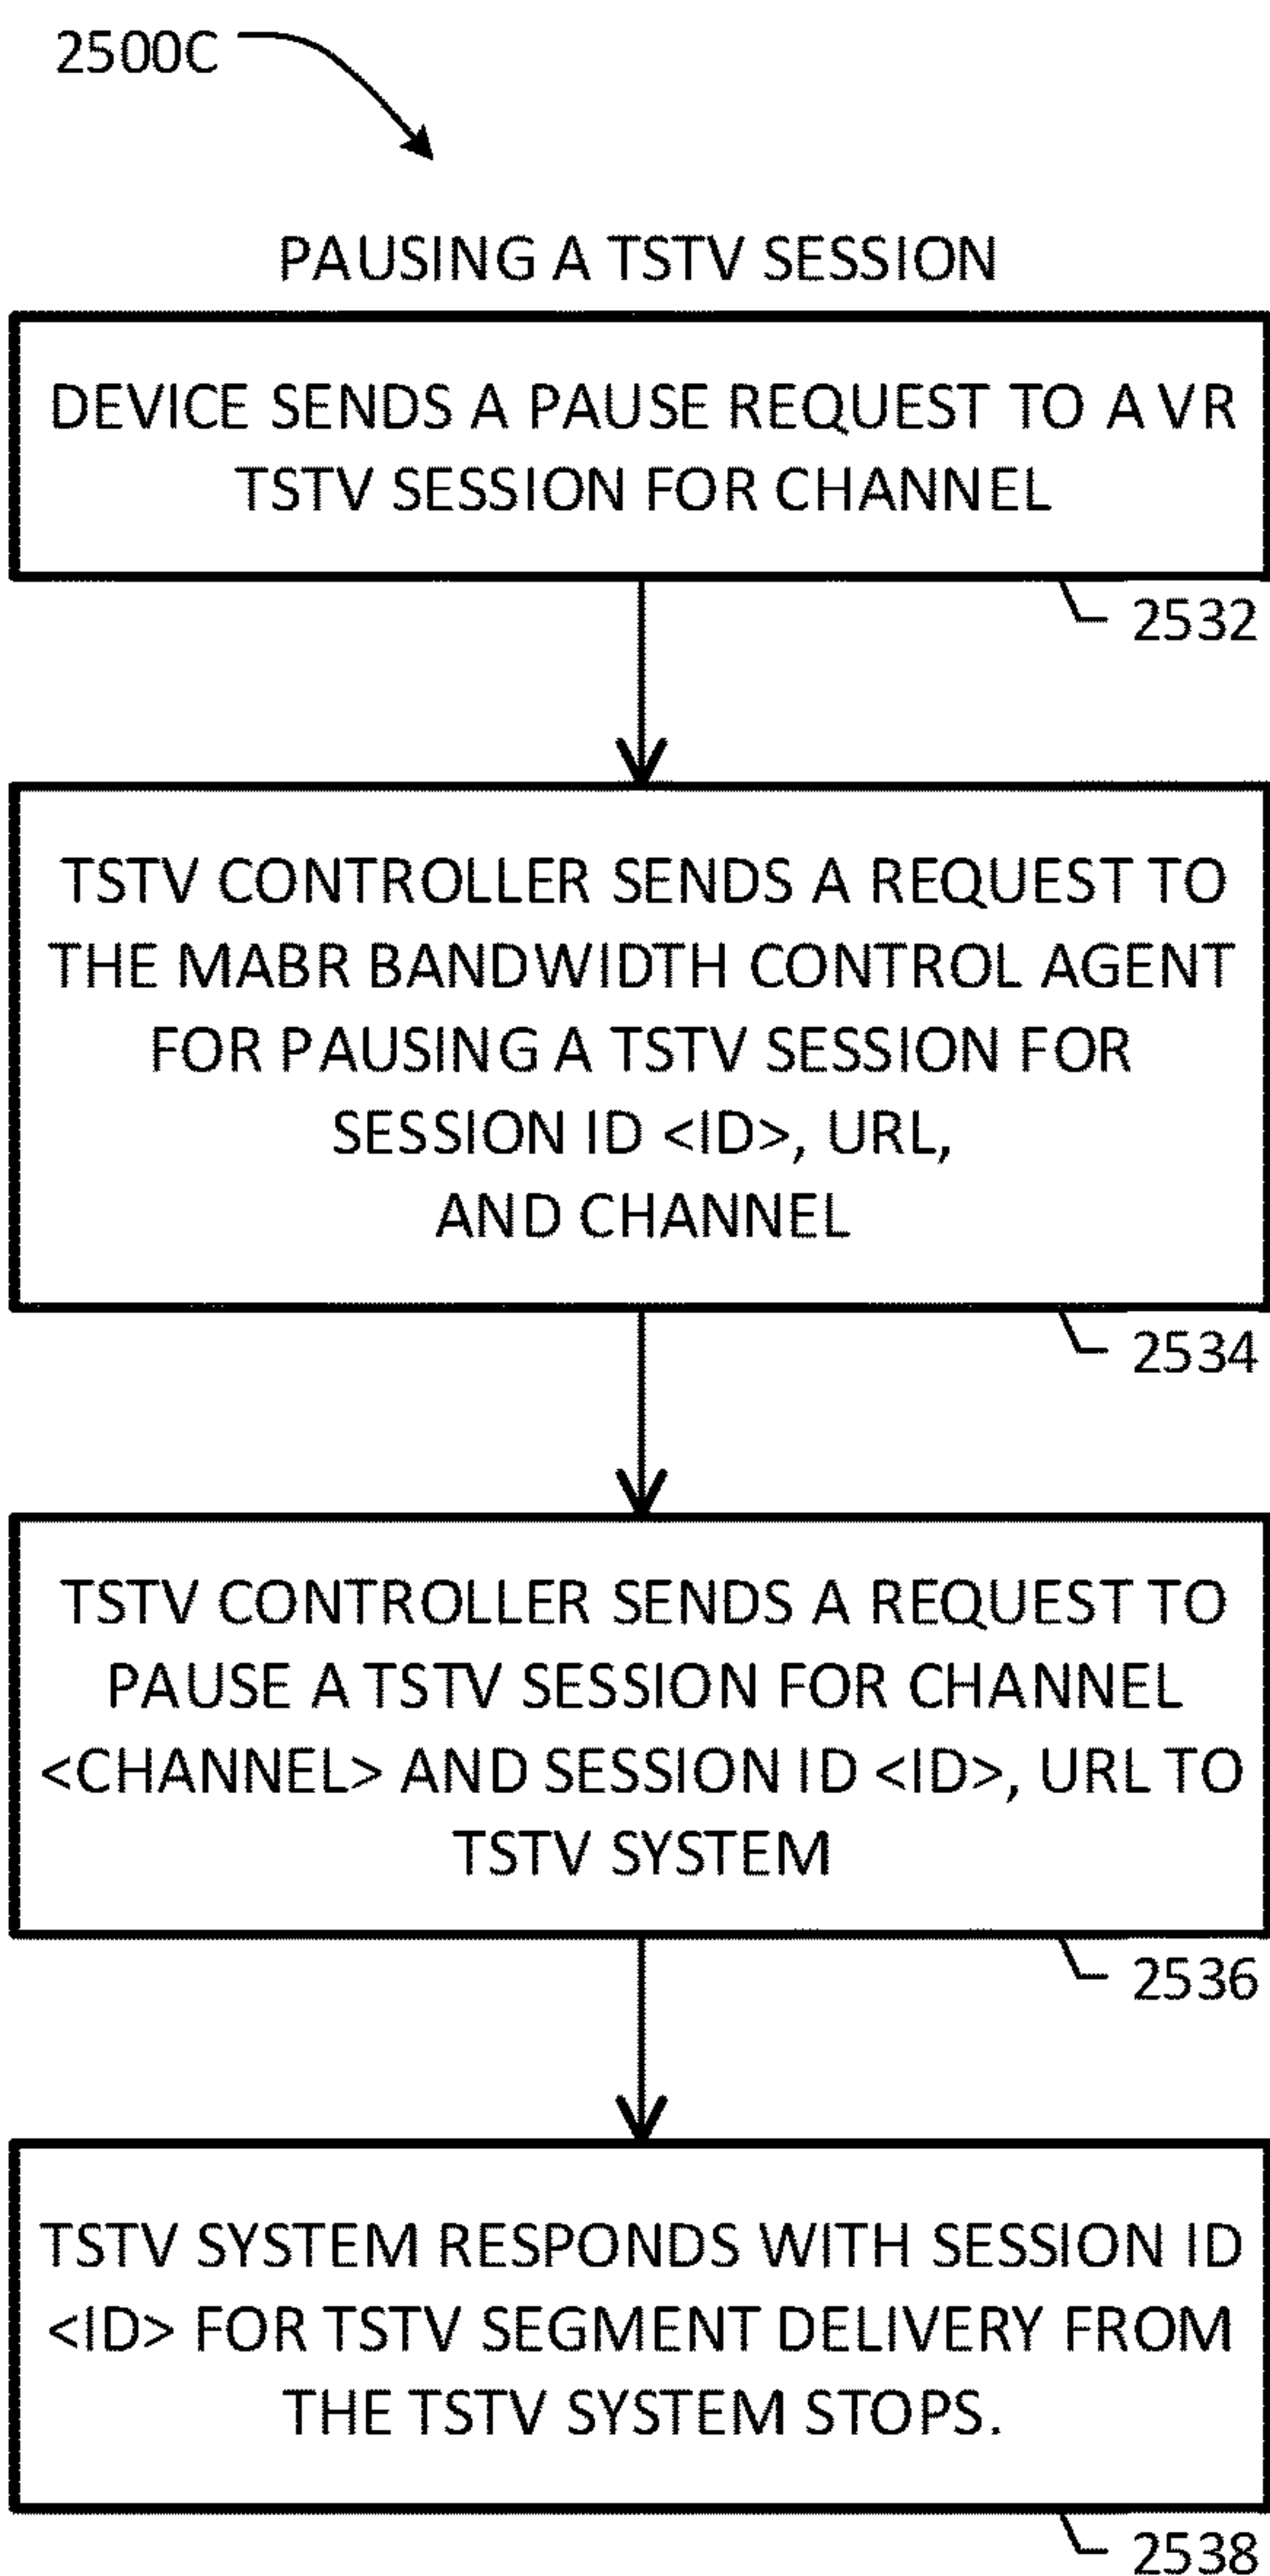 2500C
PAUSING A TSTV SESSION
DEVICE SENDS A PAUSE REQUEST TO A VR
TSTV SESSION FOR CHANNEL
2532
TSTV CONTROLLER SENDS A REQUEST TO
THE MABR BANDWIDTH CONTROL AGENT
FOR PAUSING A TSTV SESSION FOR
SESSION ID <ID>, URL,
AND CHANNEL
2534
TSTV CONTROLLER SENDS A REQUEST TO
PAUSE A TSTV SESSION FOR CHANNEL
<CHANNEL> AND SESSION ID <ID>, URL TO
TSTV SYSTEM
2536
TSTV SYSTEM RESPONDS WITH SESSION ID
<ID> FOR TSTV SEGMENT DELIVERY FROM
THE TSTV SYSTEM STOPS.
2538